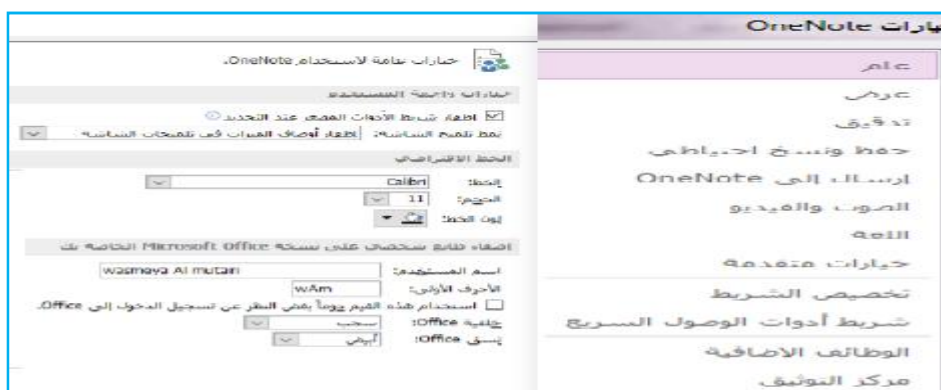 خيارات OneNote
عام
عرض
تدقيق
حفظ ونسخ احتياطي
إرسال إلى OneNote
الصوت والفيديو
اللغة
خيارات متقدمة
تخصيص الشريط
شريط أدوات الوصول السريع
الوظائف الإضافية
مركز التوثيق
خيارات عامة لاستخدام OneNote.
خيارات واجهة المستخدم
إظهار شريط الأدوات المصغر عند التحديد
نمط تلميح الشاشة: إظهار أوصاف الميزات في تلميحات الشاشة
الخط الافتراضي
الخط: Calibri
الحجم: 11
لون الخط:
إضفاء طابع شخصي على نسخة Microsoft Office الخاصة بك
اسم المستخدم: wasmeya Al mutairi
الأحرف الأولى: wAm
استخدام هذه القيم دوماً بغض النظر عن تسجيل الدخول إلى Office.
خلفية Office: سحب
نسق Office: أبيض